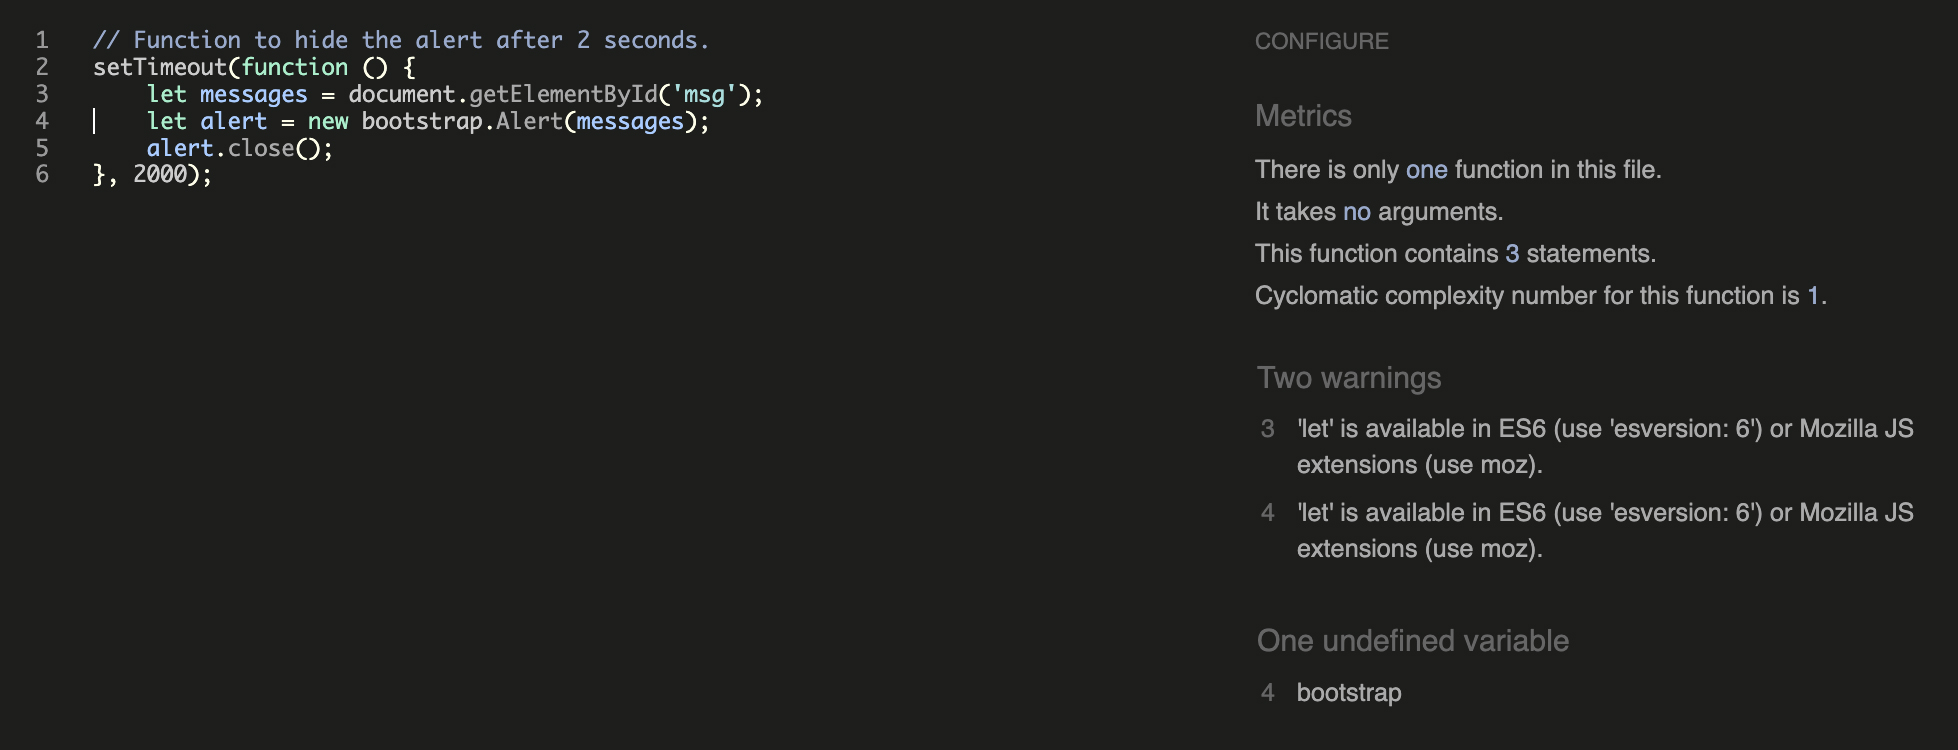 1 // Function to hide the alert after 2 seconds.
2 setTimeout(function () {
3 let messages = document.getElementById('msg');
4 let alert = new bootstrap.Alert(messages);
5 alert.close();
6 }, 2000);
CONFIGURE
Metrics
There is only one function in this file.
It takes no arguments.
This function contains 3 statements.
Cyclomatic complexity number for this function is 1.
Two warnings
3 'let' is available in ES6 (use 'esversion: 6') or Mozilla JS
extensions (use moz).
4 'let' is available in ES6 (use 'esversion: 6') or Mozilla JS
extensions (use moz).
One undefined variable
4 bootstrap